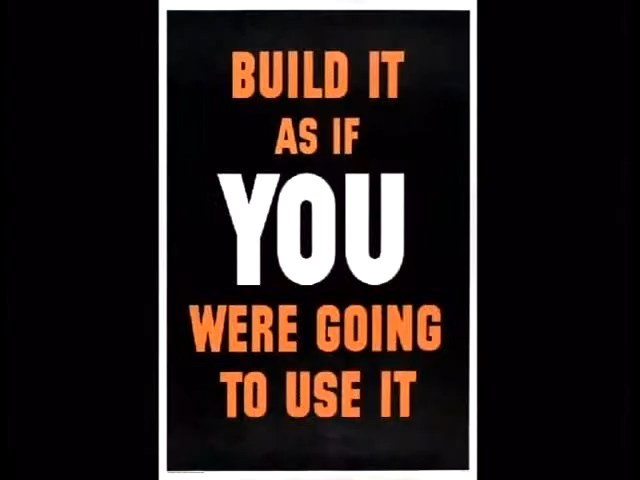 BUILD IT
AS IF
YOU
WERE GOING
TO USE IT